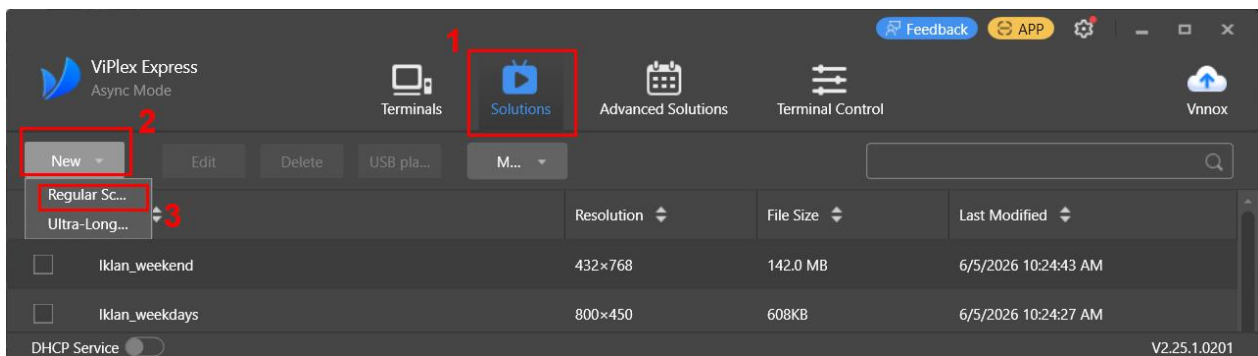 Feedback APP
1
ViPlex Express
Async Mode
Terminals Solutions Advanced Solutions Terminal Control Vnnox
2
New Edit Delete USB pla... M...
Regular Sc...
Ultra-Long...
3
Resolution File Size Last Modified
Iklan_weekend 432×768 142.0 MB 6/5/2026 10:24:43 AM
Iklan_weekdays 800×450 608KB 6/5/2026 10:24:27 AM
DHCP Service V2.25.1.0201